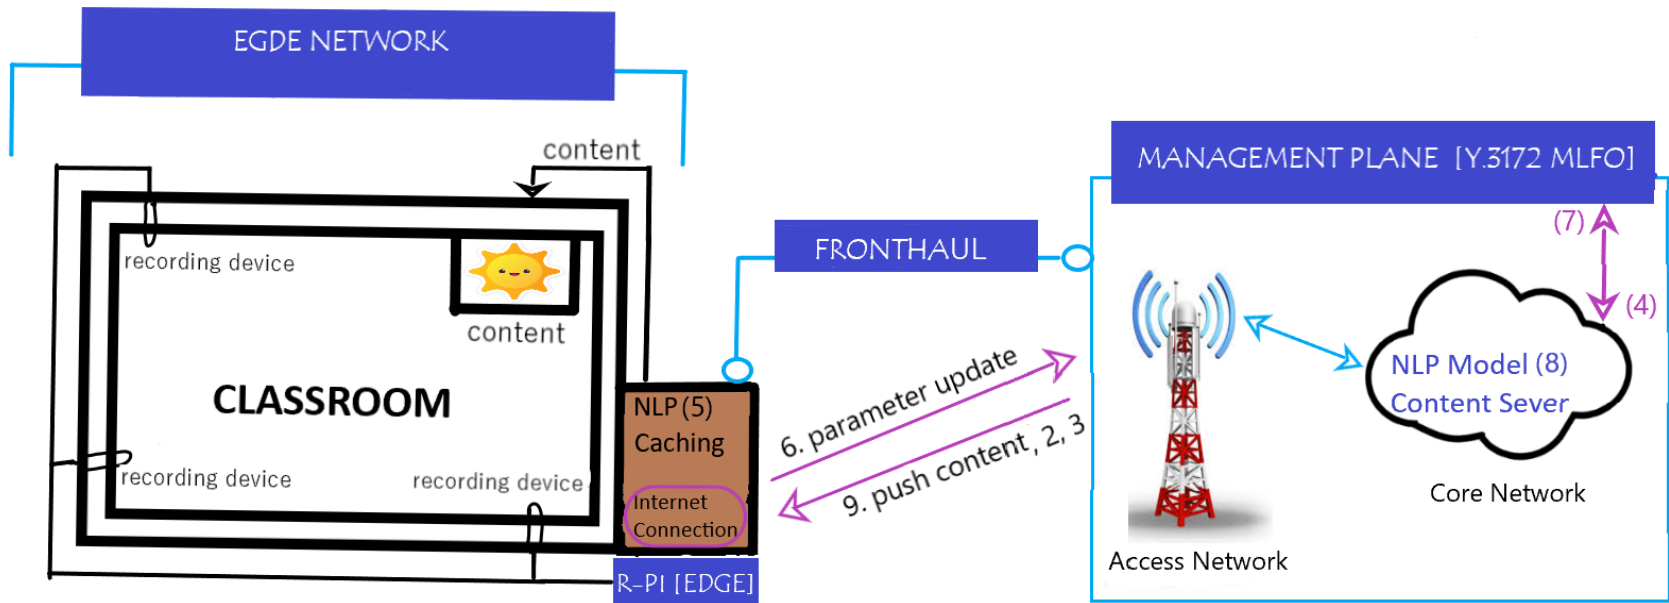 EGDE NETWORK
content
MANAGEMENT PLANE [Y.3172 MLFO]
FRONTHAUL
(7)
(4)
recording device
content
CLASSROOM
NLP (5)
Caching
Internet
Connection
R-PI [EDGE]
recording device
recording device
6. parameter update
9. push content, 2, 3
NLP Model (8)
Content Sever
Core Network
Access Network